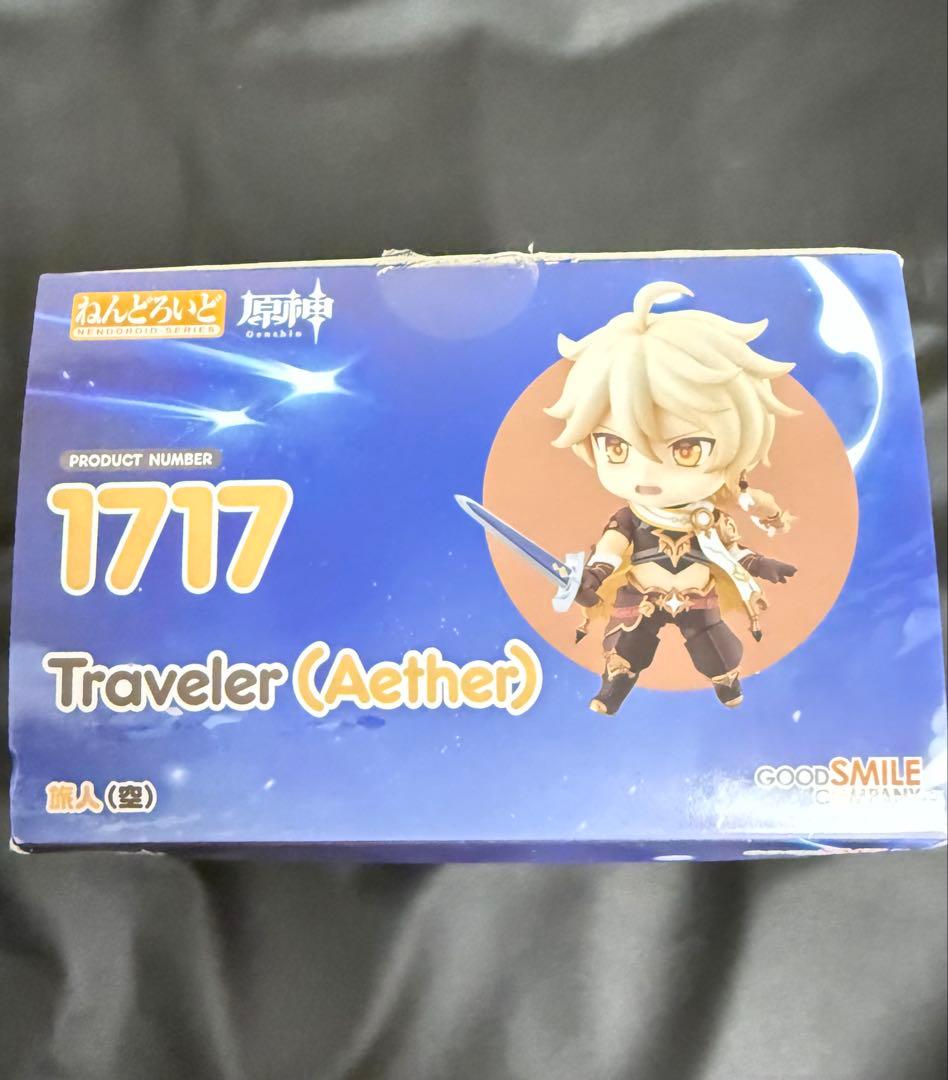 ねんどろいど
NENDOROID SERIES
原神
Genshin
PRODUCT NUMBER
1717
Traveler (Aether)
旅人(空)
GOOD SMILE
COMPANY